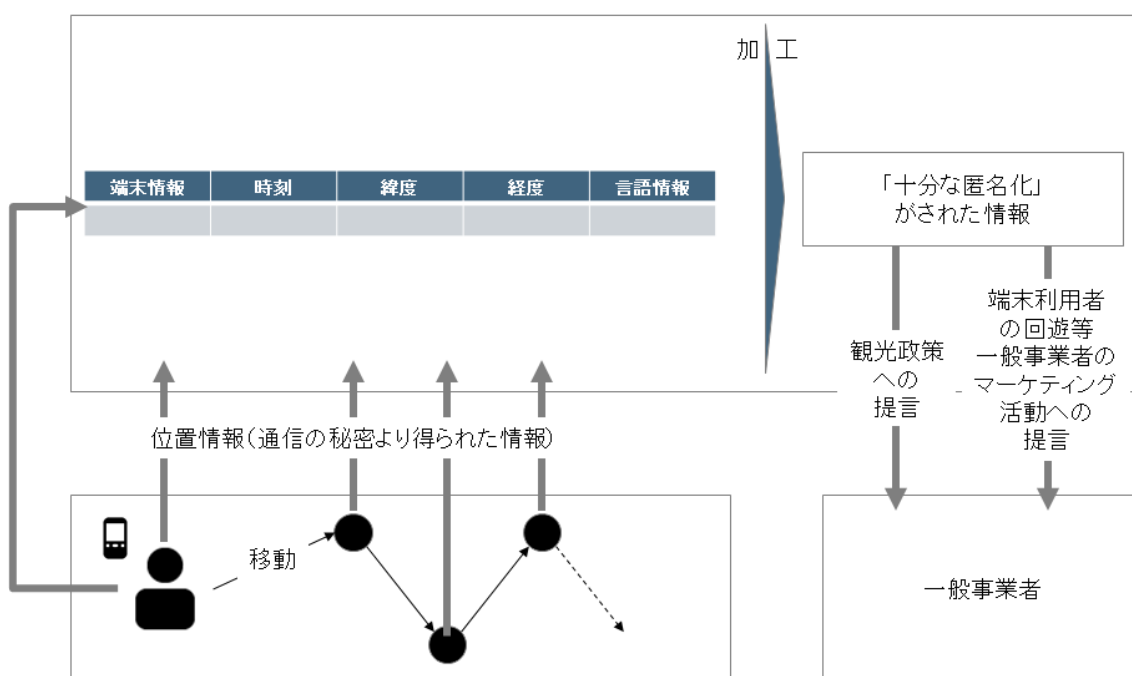 加工
端末情報 時刻 緯度 経度 言語情報
「十分な匿名化」
がされた情報
観光政策
への
提言
端末利用者
の回遊等
一般事業者の
マーケティング
活動への
提言
位置情報(通信の秘密より得られた情報)
移動
一般事業者